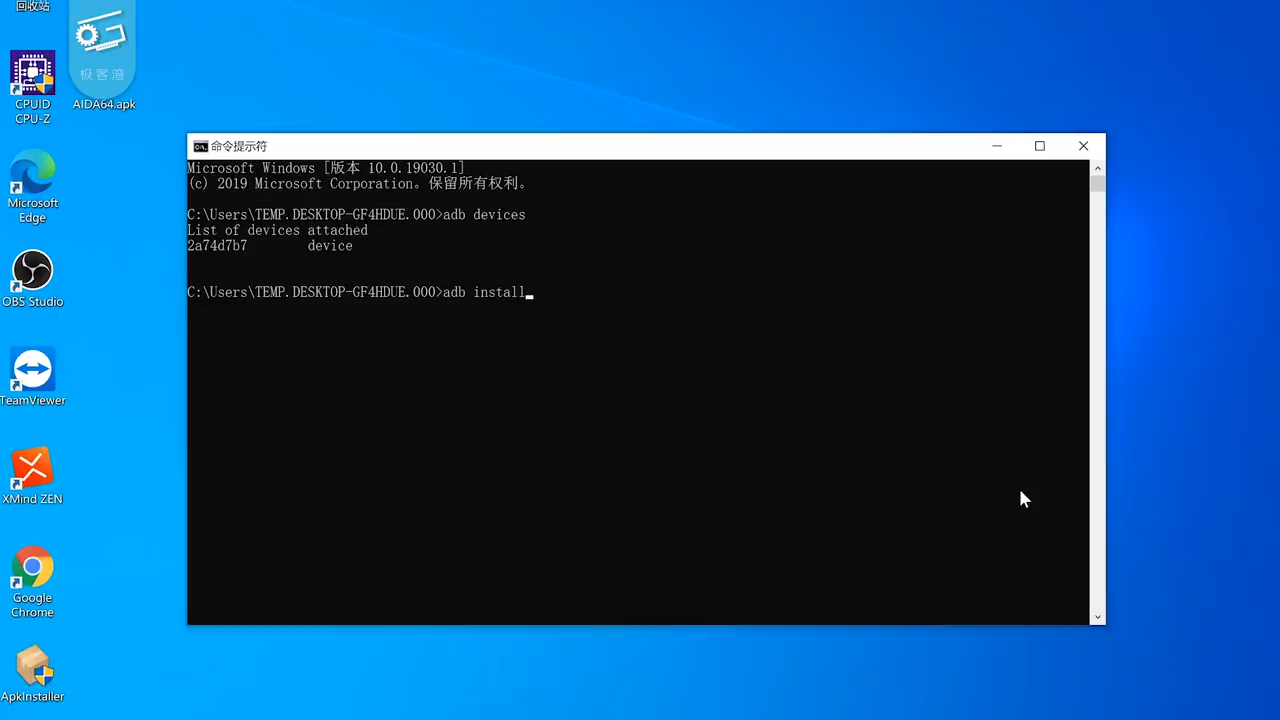 回收站
极客湾
AIDA64.apk
CPUID
CPU-Z
Microsoft
Edge
OBS Studio
TeamViewer
XMind ZEN
Google
Chrome
ApkInstaller
命令提示符
Microsoft Windows [版本 10.0.19030.1]
(c) 2019 Microsoft Corporation。保留所有权利。
C:\Users\TEMP.DESKTOP-GF4HDUE.000>adb devices
List of devices attached
2a74d7b7 device
C:\Users\TEMP.DESKTOP-GF4HDUE.000>adb install